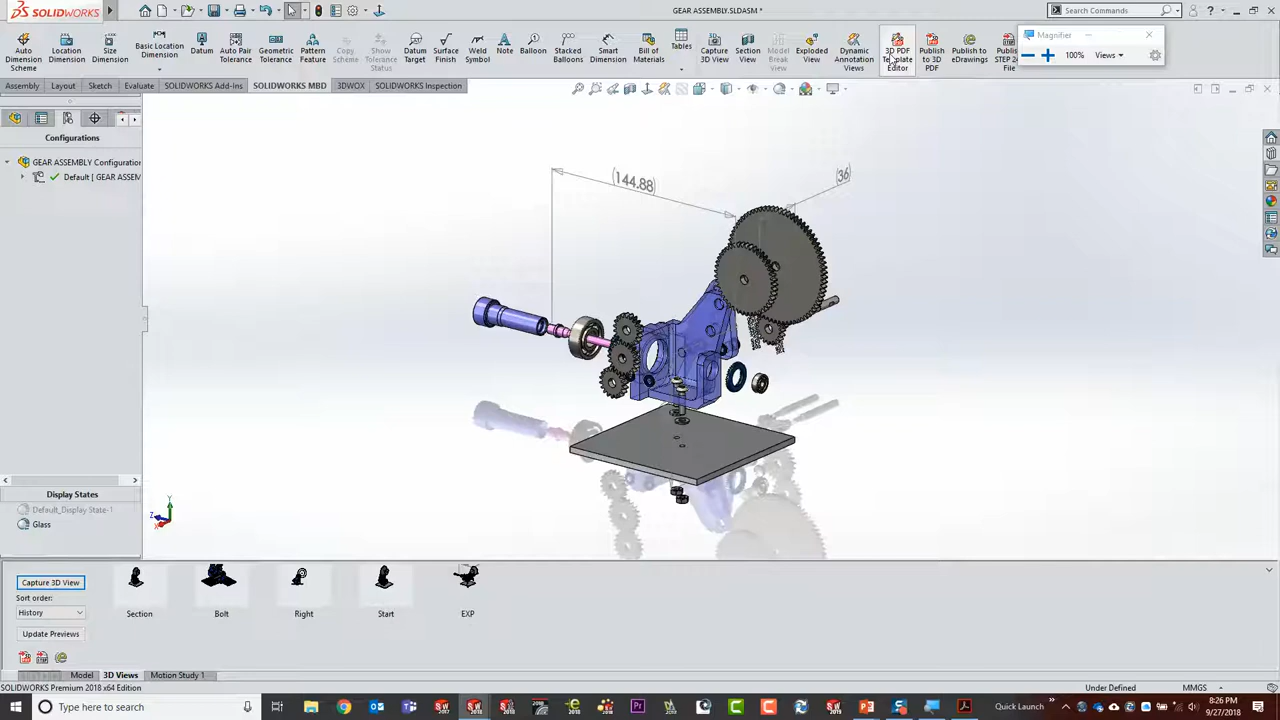 SOLIDWORKS
GEAR ASSEMBLY.SLDASM *
Search Commands
Magnifier
100%
Views
Auto Dimension Scheme
Location Dimension
Size Dimension
Basic Location Dimension
Datum
Auto Pair Tolerance
Geometric Tolerance
Pattern Feature
Copy Scheme
Show Tolerance Status
Datum Target
Surface Finish
Weld Symbol
Note
Balloon
Stacked Balloons
Smart Dimension
Bill of Materials
Tables
Capture 3D View
Section View
Model Break View
Exploded View
Dynamic Annotation Views
3D PDF Template Editor
Publish to 3D PDF
Publish to eDrawings
Publish STEP 24 File
Assembly
Layout
Sketch
Evaluate
SOLIDWORKS Add-Ins
SOLIDWORKS MBD
3DWOX
SOLIDWORKS Inspection
Configurations
GEAR ASSEMBLY Configuration
Default [ GEAR ASSEM
(144.88)
(36)
Display States
Default_Display State-1
Glass
Y
Z
X
Capture 3D View
Sort order:
History
Update Previews
Section
Bolt
Right
Start
EXP
Model
3D Views
Motion Study 1
SOLIDWORKS Premium 2018 x64 Edition
Under Defined
MMGS
Type here to search
Quick Launch
8:26 PM
9/27/2018